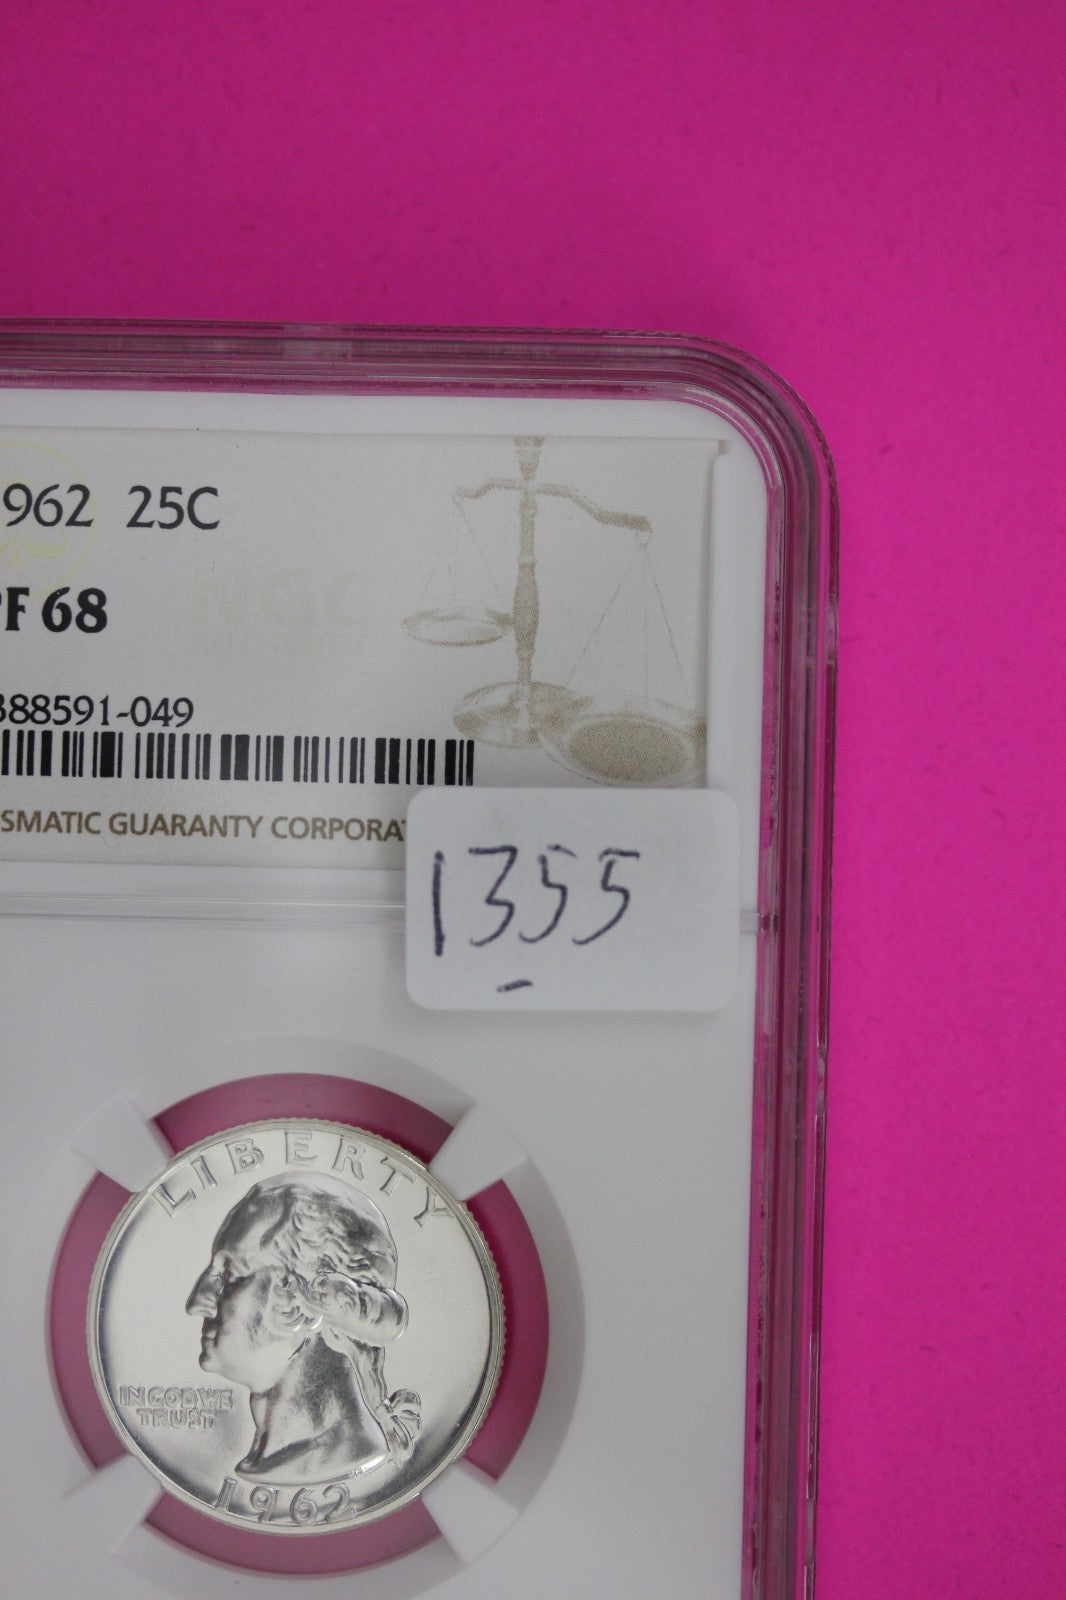 962 25C
PF 68
388591-049
SMATIC GUARANTY CORPORAT
1355
LIBERTY
IN GOD WE
TRUST
1962